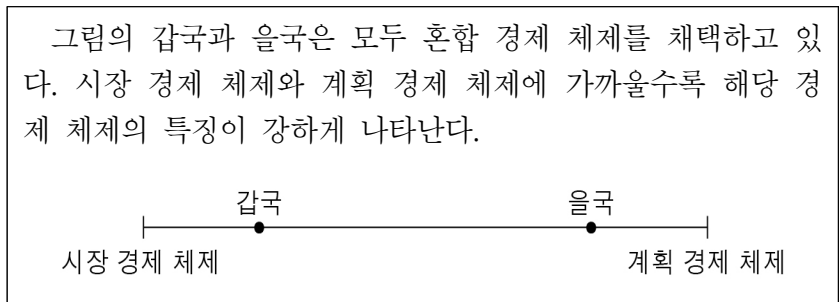 그림의 갑국과 을국은 모두 혼합 경제 체제를 채택하고 있
다. 시장 경제 체제와 계획 경제 체제에 가까울수록 해당 경
제 체제의 특징이 강하게 나타난다.
갑국 을국
시장 경제 체제 계획 경제 체제